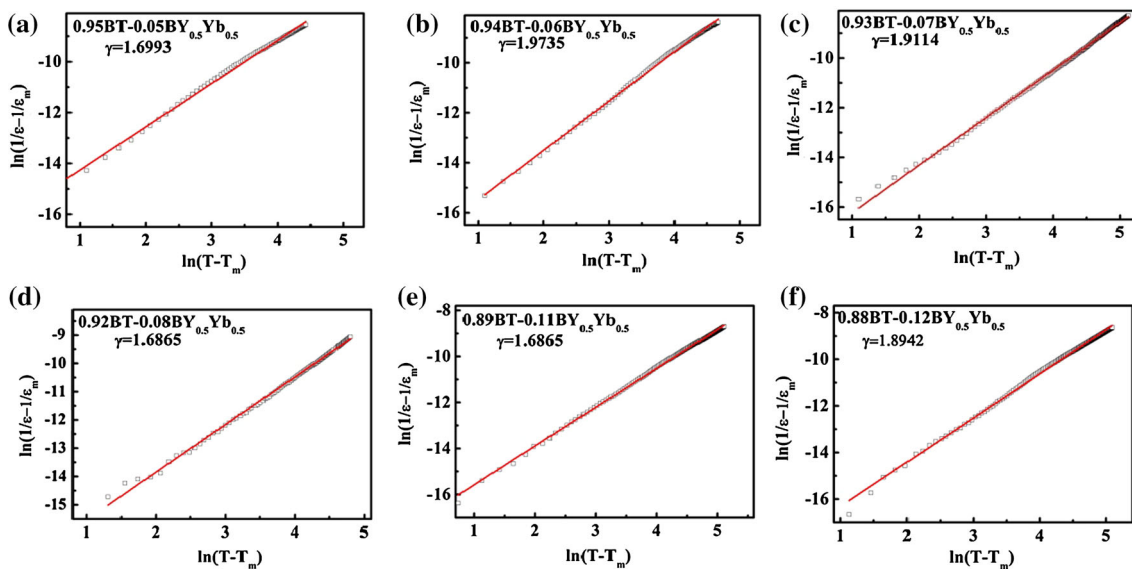 (a)
0.95BT-0.05BY0.5Yb0.5
γ=1.6993
-10
-12
-14
-16
ln(1/ε-1/εm)
1 2 3 4 5
ln(T-Tm)
(b)
0.94BT-0.06BY0.5Yb0.5
γ=1.9735
-10
-12
-14
-16
ln(1/ε-1/εm)
1 2 3 4 5
ln(T-Tm)
(c)
0.93BT-0.07BY0.5Yb0.5
γ=1.9114
-10
-12
-14
-16
ln(1/ε-1/εm)
1 2 3 4 5
ln(T-Tm)
(d)
0.92BT-0.08BY0.5Yb0.5
γ=1.6865
-9
-10
-11
-12
-13
-14
-15
ln(1/ε-1/εm)
1 2 3 4 5
ln(T-Tm)
(e)
0.89BT-0.11BY0.5Yb0.5
γ=1.6865
-8
-10
-12
-14
-16
ln(1/ε-1/εm)
1 2 3 4 5
ln(T-Tm)
(f)
0.88BT-0.12BY0.5Yb0.5
γ=1.8942
-8
-10
-12
-14
-16
ln(1/ε-1/εm)
1 2 3 4 5
ln(T-Tm)